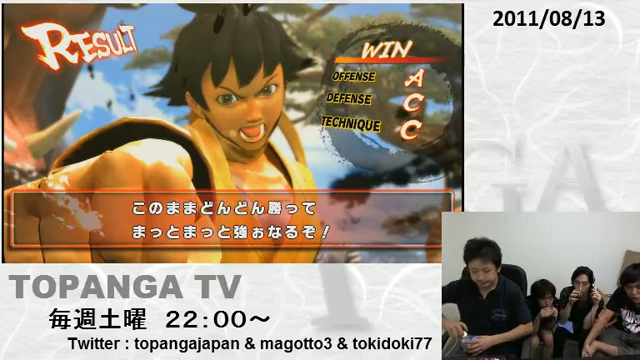 RESULT
2011/08/13
WIN
OFFENSE A
DEFENSE C
TECHNIQUE C
このままどんどん勝って
まっとまっと強ぉなるぞ！
TOPANGA TV
毎週土曜 22:00～
Twitter : topangajapan & magotto3 & tokidoki77